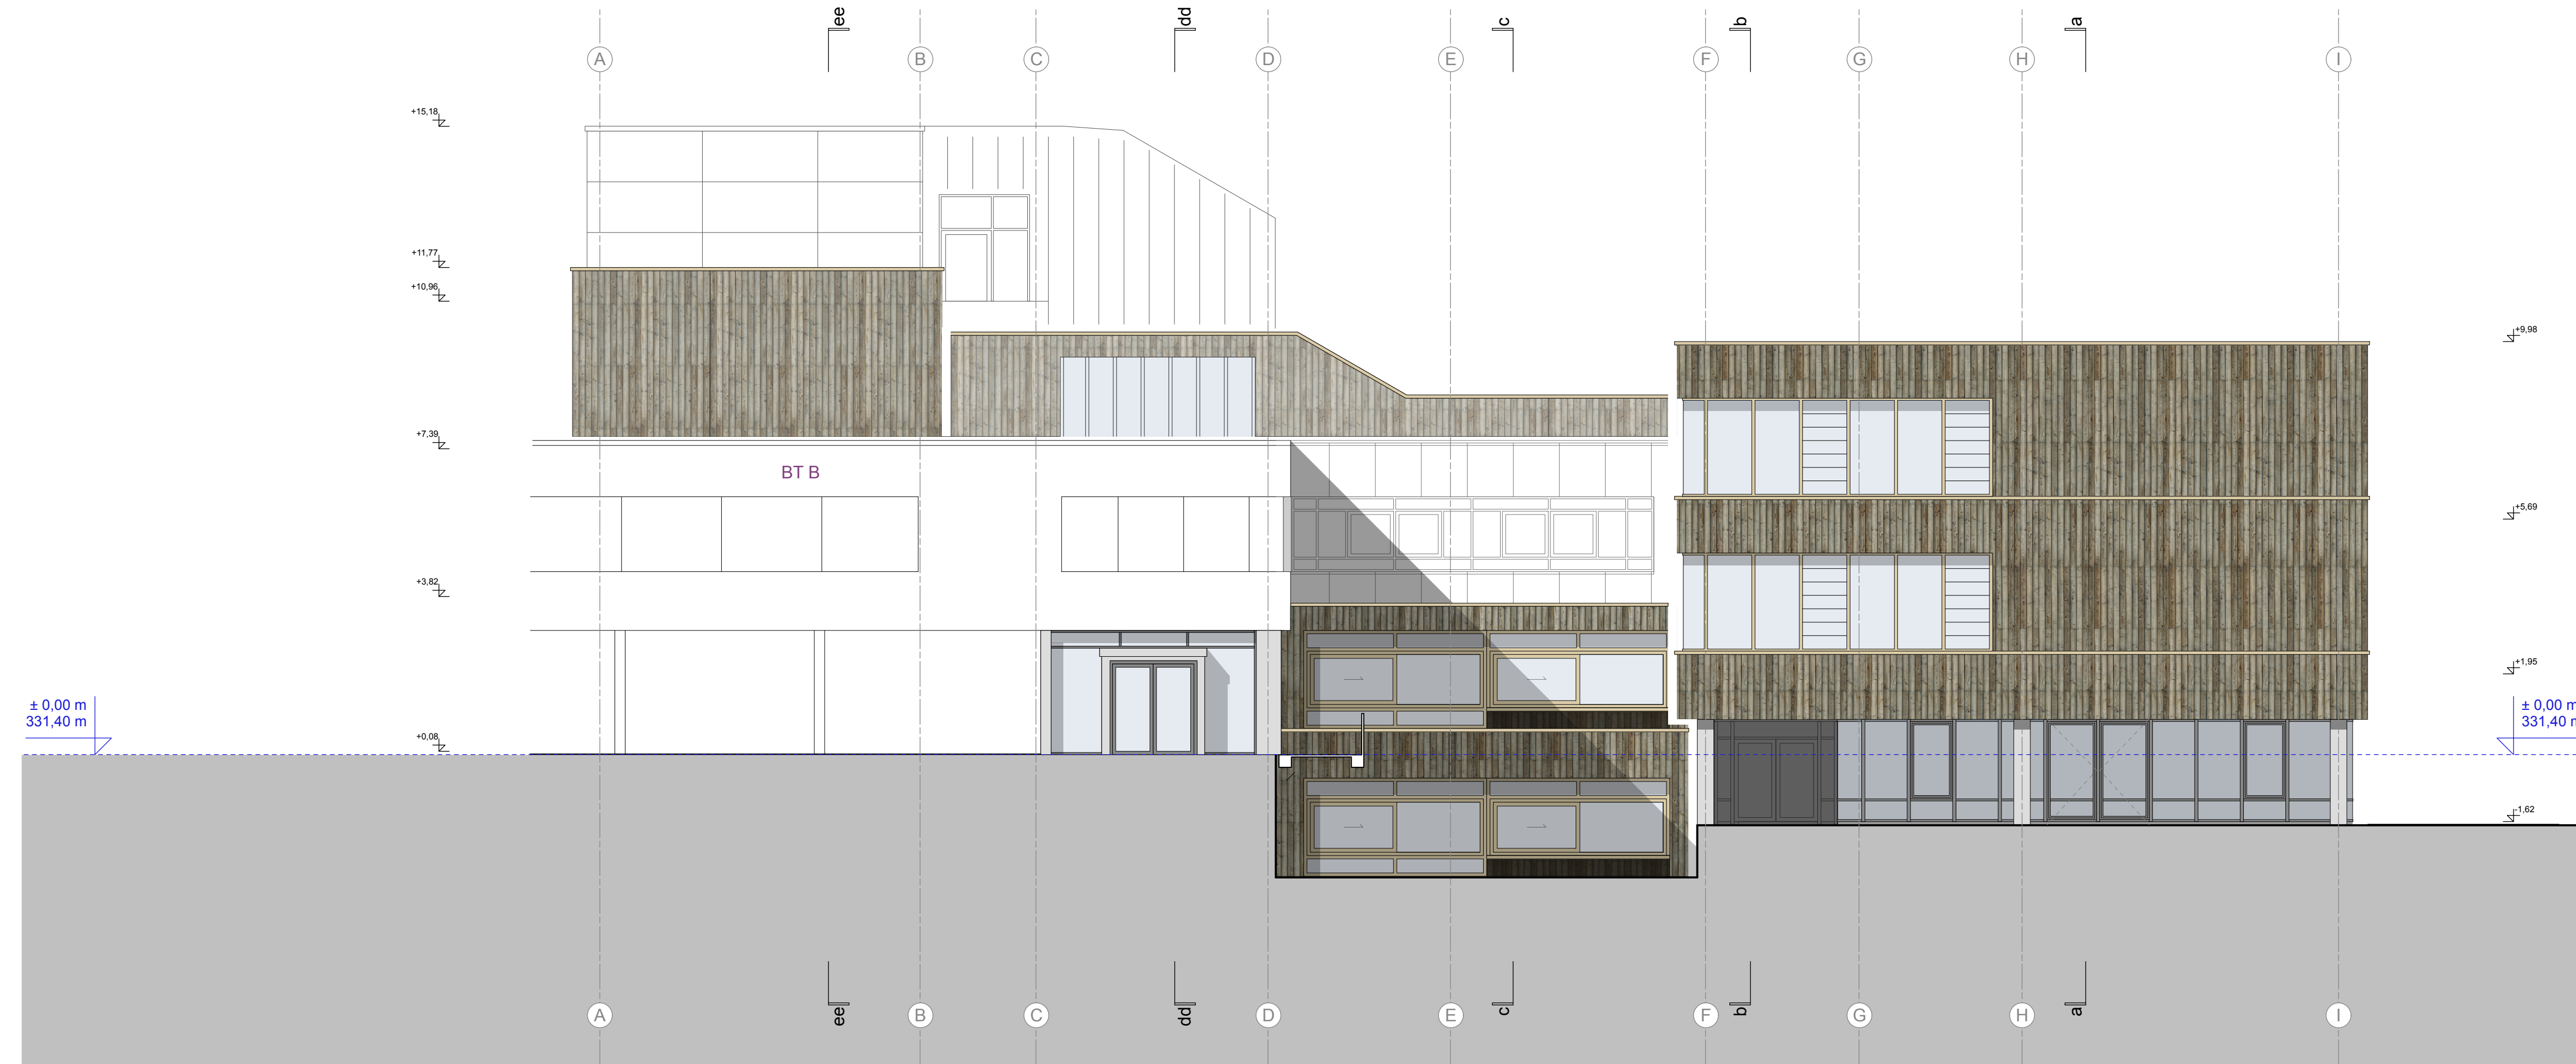 ee
dd
c
b
a
A
B
C
D
E
F
G
H
I
+15,18
+11,77
+10,96
+9,98
+7,39
BT B
+5,69
+3,82
+1,95
± 0,00 m
331,40 m
± 0,00 m
331,40 m
+0,08
-1,62
ee
dd
c
b
a
A
B
C
D
E
F
G
H
I